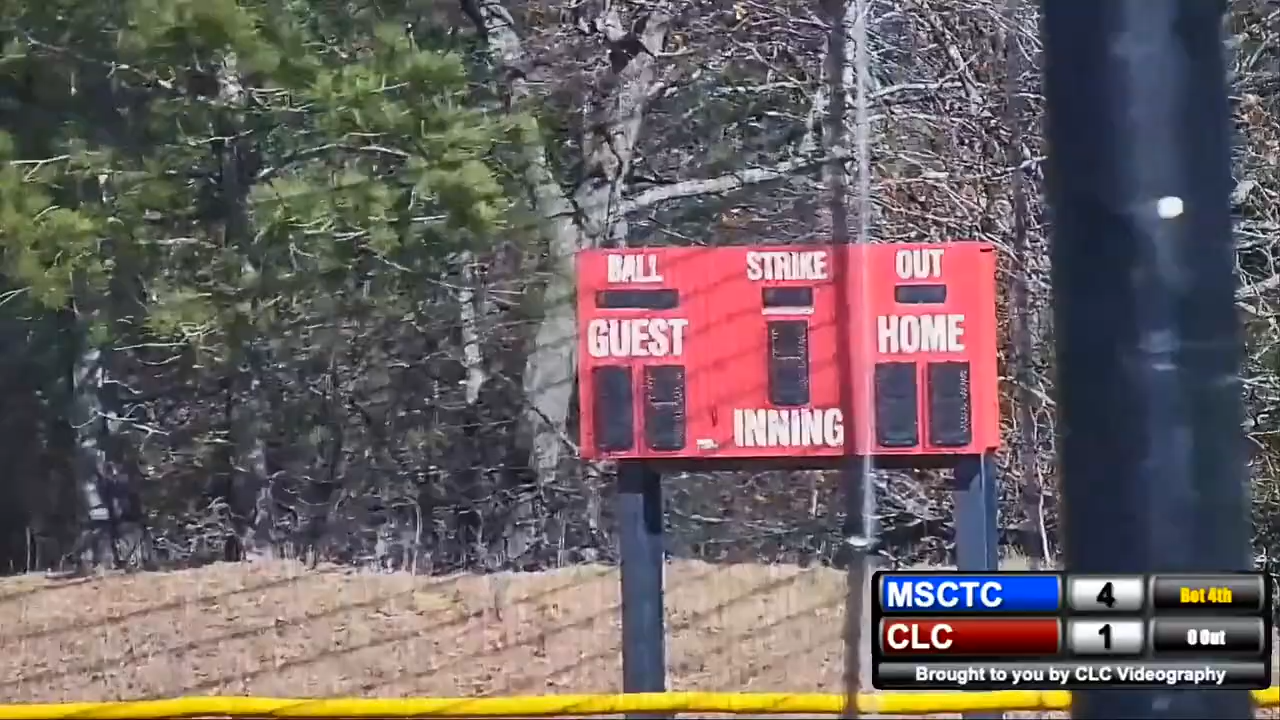 BALL STRIKE OUT
GUEST HOME
INNING
MSCTC 4 Bot 4th
CLC 1 0 Out
Brought to you by CLC Videography